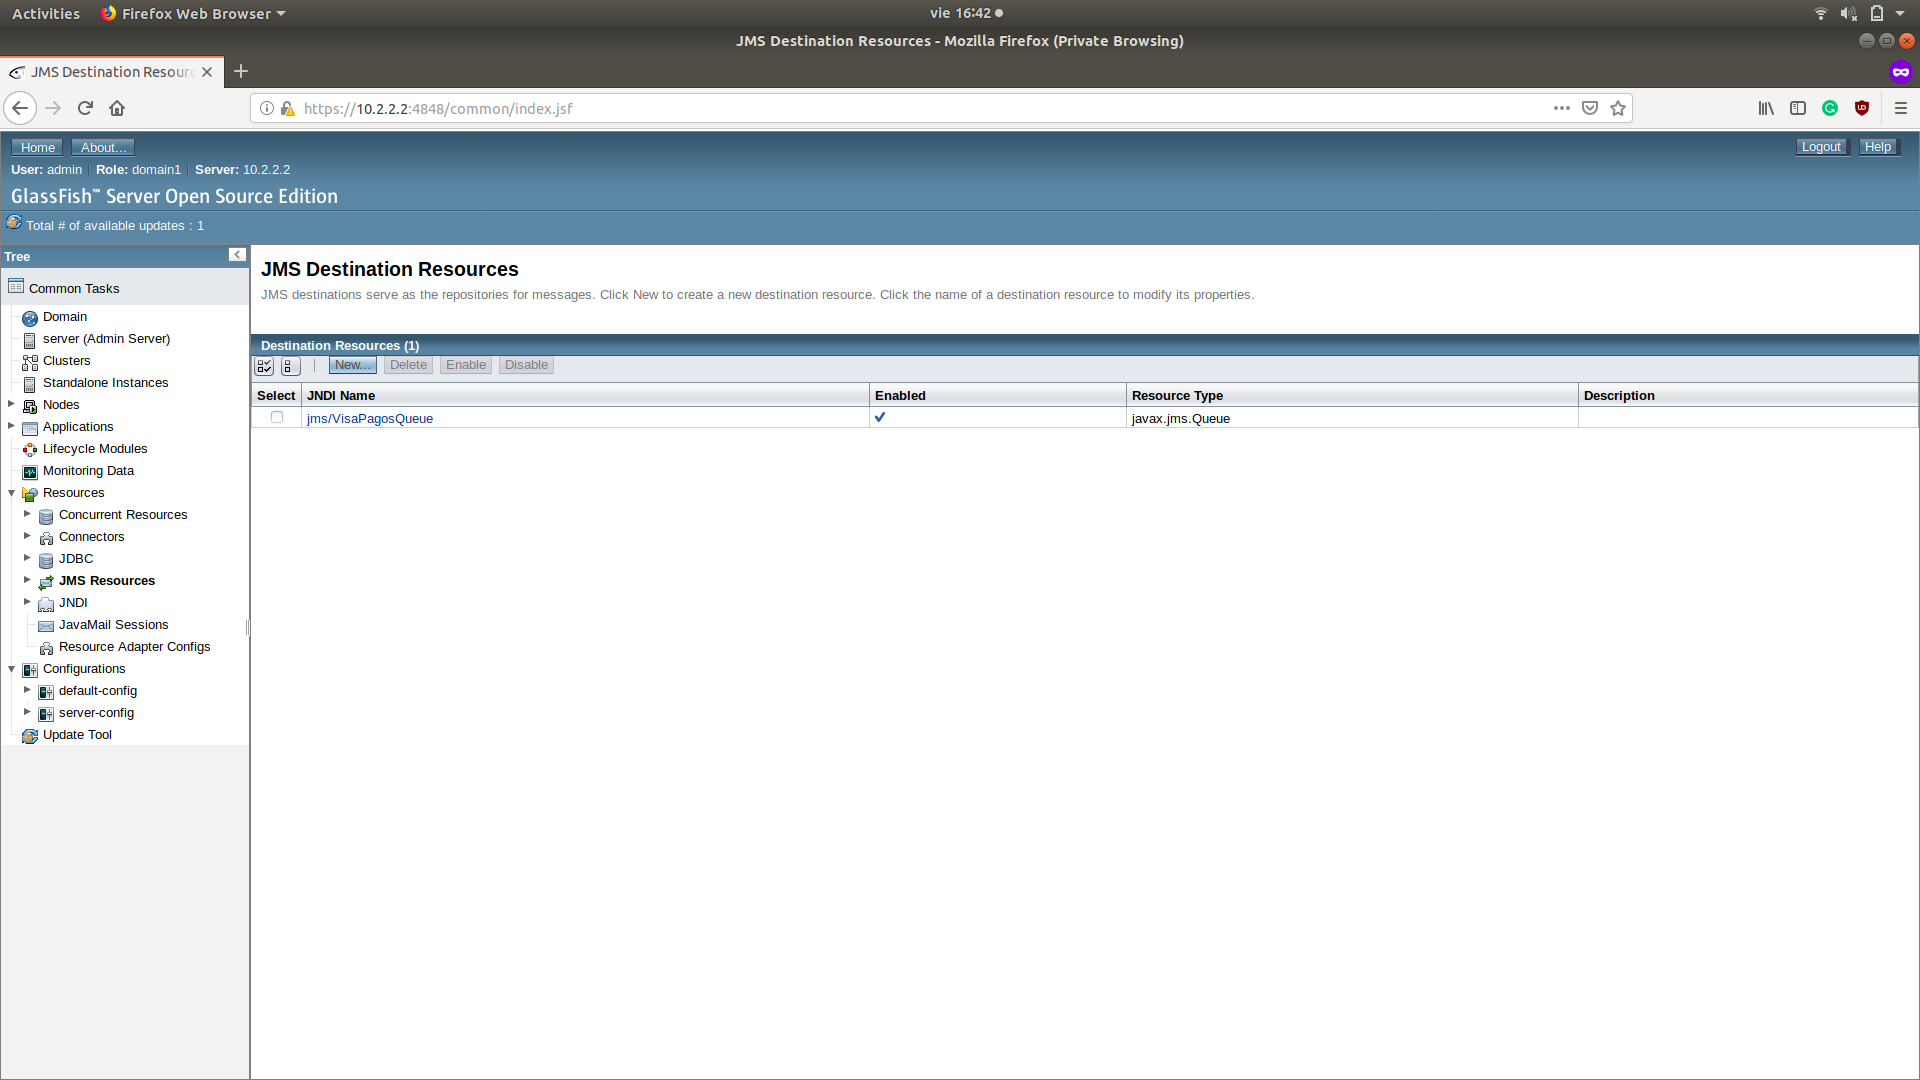 Activities
Firefox Web Browser
vie 16:42
JMS Destination Resources - Mozilla Firefox (Private Browsing)
JMS Destination Resourc
https://10.2.2.2:4848/common/index.jsf
Home
About...
Logout
Help
User: admin
Role: domain1
Server: 10.2.2.2
GlassFish™ Server Open Source Edition
Total # of available updates : 1
Tree
Common Tasks
Domain
server (Admin Server)
Clusters
Standalone Instances
Nodes
Applications
Lifecycle Modules
Monitoring Data
Resources
Concurrent Resources
Connectors
JDBC
JMS Resources
JNDI
JavaMail Sessions
Resource Adapter Configs
Configurations
default-config
server-config
Update Tool
JMS Destination Resources
JMS destinations serve as the repositories for messages. Click New to create a new destination resource. Click the name of a destination resource to modify its properties.
Destination Resources (1)
New...
Delete
Enable
Disable
Select
JNDI Name
Enabled
Resource Type
Description
jms/VisaPagosQueue
javax.jms.Queue